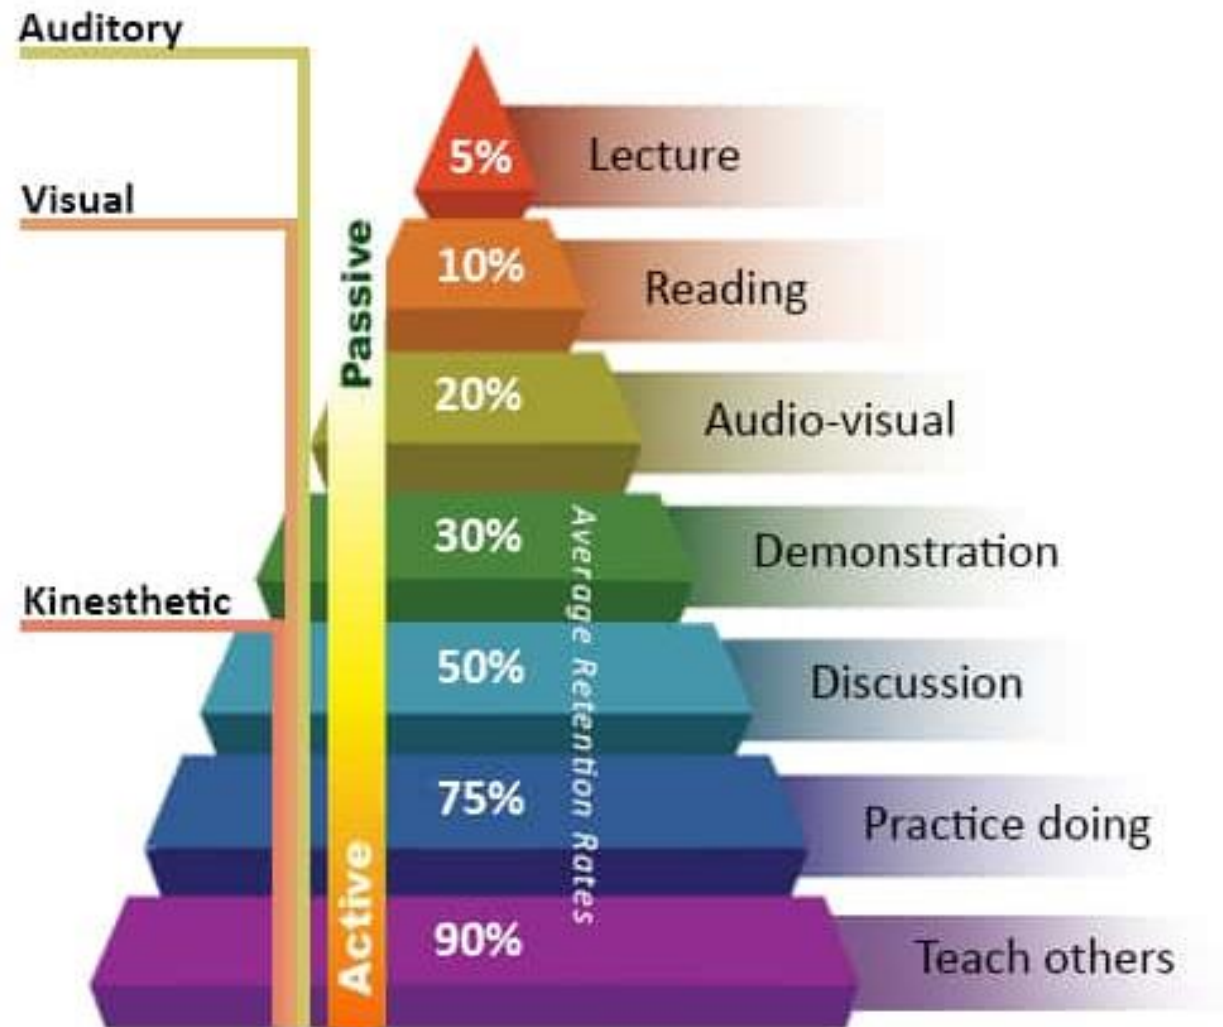 Auditory
5%
Lecture
Visual
Passive
10%
Reading
20%
Audio-visual
30%
Demonstration
Average Retention Rates
Kinesthetic
50%
Discussion
75%
Practice doing
Active
90%
Teach others